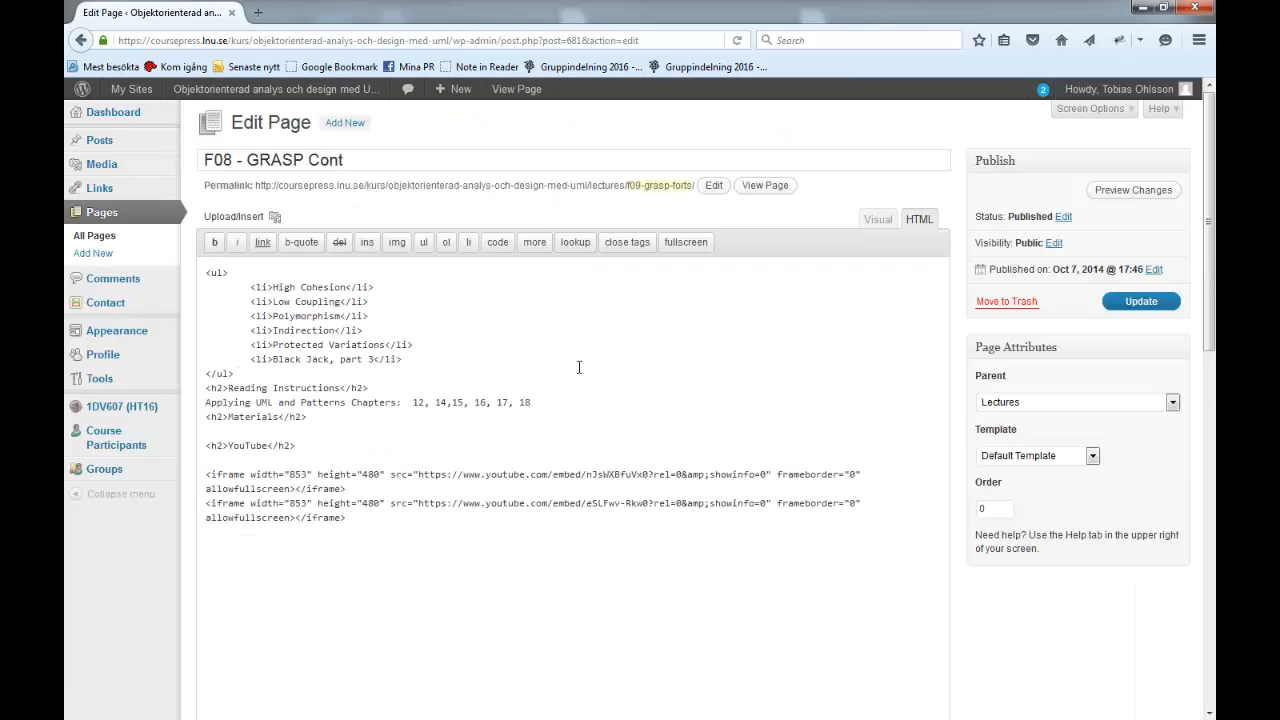 Edit Page ‹ Objektorienterad an...
https://coursepress.lnu.se/kurs/objektorienterad-analys-och-design-med-uml/wp-admin/post.php?post=681&action=edit
Search
Mest besökta Kom igång Senaste nytt Google Bookmark Mina PR Note in Reader Gruppindelning 2016 -... Gruppindelning 2016 -...
My Sites Objektorienterad analys och design med U... New View Page 2 Howdy, Tobias Ohlsson
Screen Options Help
Dashboard
Posts
Media
Links
Pages
All Pages
Add New
Comments
Contact
Appearance
Profile
Tools
1DV607 (HT16)
Course
Participants
Groups
Collapse menu
Edit Page Add New
F08 - GRASP Cont
Permalink: http://coursepress.lnu.se/kurs/objektorienterad-analys-och-design-med-uml/lectures/f09-grasp-forts/ Edit View Page
Upload/Insert Visual HTML
b i link b-quote del ins img ul ol li code more lookup close tags fullscreen
<ul>
<li>High Cohesion</li>
<li>Low Coupling</li>
<li>Polymorphism</li>
<li>Indirection</li>
<li>Protected Variations</li>
<li>Black Jack, part 3</li>
</ul>
<h2>Reading Instructions</h2>
Applying UML and Patterns Chapters: 12, 14,15, 16, 17, 18
<h2>Materials</h2>
<h2>YouTube</h2>
<iframe width="853" height="480" src="https://www.youtube.com/embed/nJsWXBfuVx0?rel=0&amp;showinfo=0" frameborder="0"
allowfullscreen></iframe>
<iframe width="853" height="480" src="https://www.youtube.com/embed/eSLFwv-Rkw0?rel=0&amp;showinfo=0" frameborder="0"
allowfullscreen></iframe>
Publish
Preview Changes
Status: Published Edit
Visibility: Public Edit
Published on: Oct 7, 2014 @ 17:46 Edit
Move to Trash Update
Page Attributes
Parent
Lectures
Template
Default Template
Order
0
Need help? Use the Help tab in the upper right
of your screen.